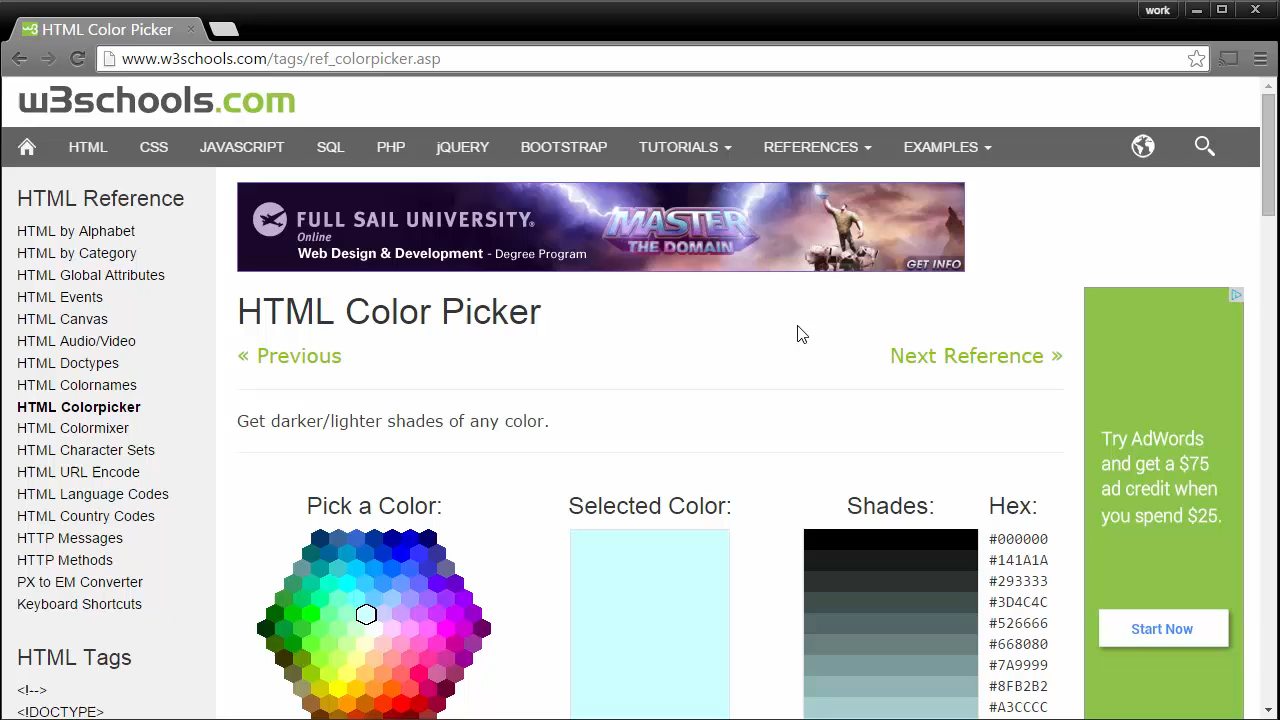 work
HTML Color Picker
www.w3schools.com/tags/ref_colorpicker.asp
w3schools.com
HTML CSS JAVASCRIPT SQL PHP jQUERY BOOTSTRAP TUTORIALS REFERENCES EXAMPLES
HTML Reference
HTML by Alphabet
HTML by Category
HTML Global Attributes
HTML Events
HTML Canvas
HTML Audio/Video
HTML Doctypes
HTML Colornames
HTML Colorpicker
HTML Colormixer
HTML Character Sets
HTML URL Encode
HTML Language Codes
HTML Country Codes
HTTP Messages
HTTP Methods
PX to EM Converter
Keyboard Shortcuts
HTML Tags
<!-->
<!DOCTYPE>
FULL SAIL UNIVERSITY®
Online
Web Design & Development - Degree Program
MASTER
THE DOMAIN
GET INFO
HTML Color Picker
« Previous
Next Reference »
Get darker/lighter shades of any color.
Pick a Color:
Selected Color:
Shades:
Hex:
#000000
#141A1A
#293333
#3D4C4C
#526666
#668080
#7A9999
#8FB2B2
#A3CCCC
Try AdWords
and get a $75
ad credit when
you spend $25.
Start Now